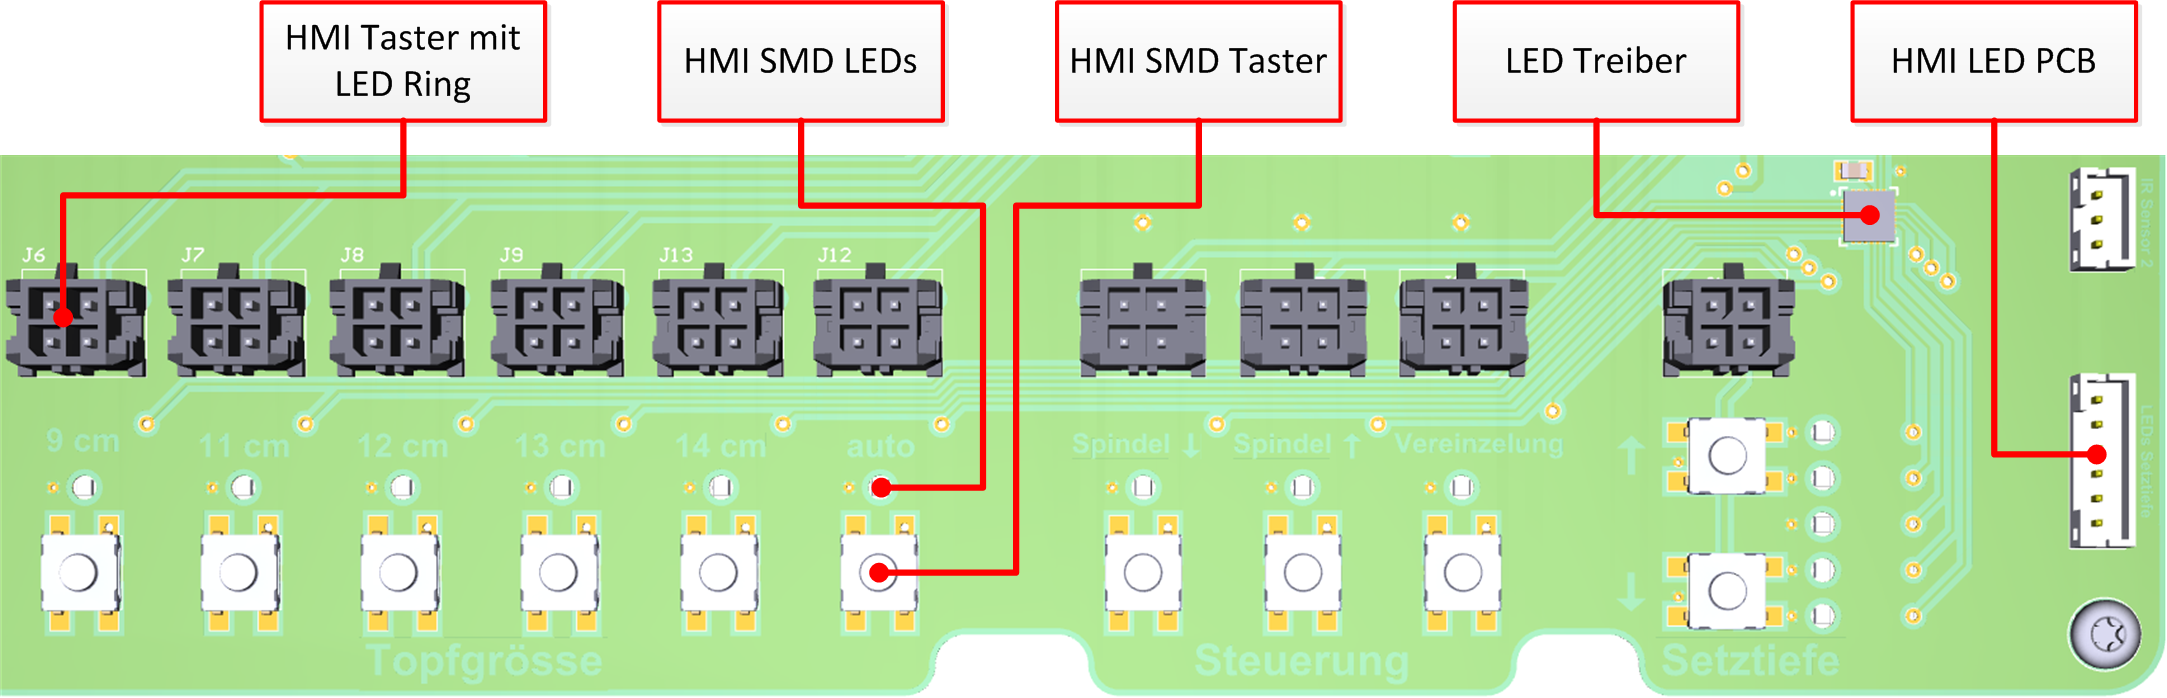 HMI Taster mit
LED Ring
HMI SMD LEDs
HMI SMD Taster
LED Treiber
HMI LED PCB
IR Sensor 2
J6
J7
J8
J9
J13
J12
9 cm
11 cm
12 cm
13 cm
14 cm
auto
Spindel ↓
Spindel ↑
Vereinzelung
↑
LEDs Setztiefe
↓
Topfgrösse
Steuerung
Setztiefe